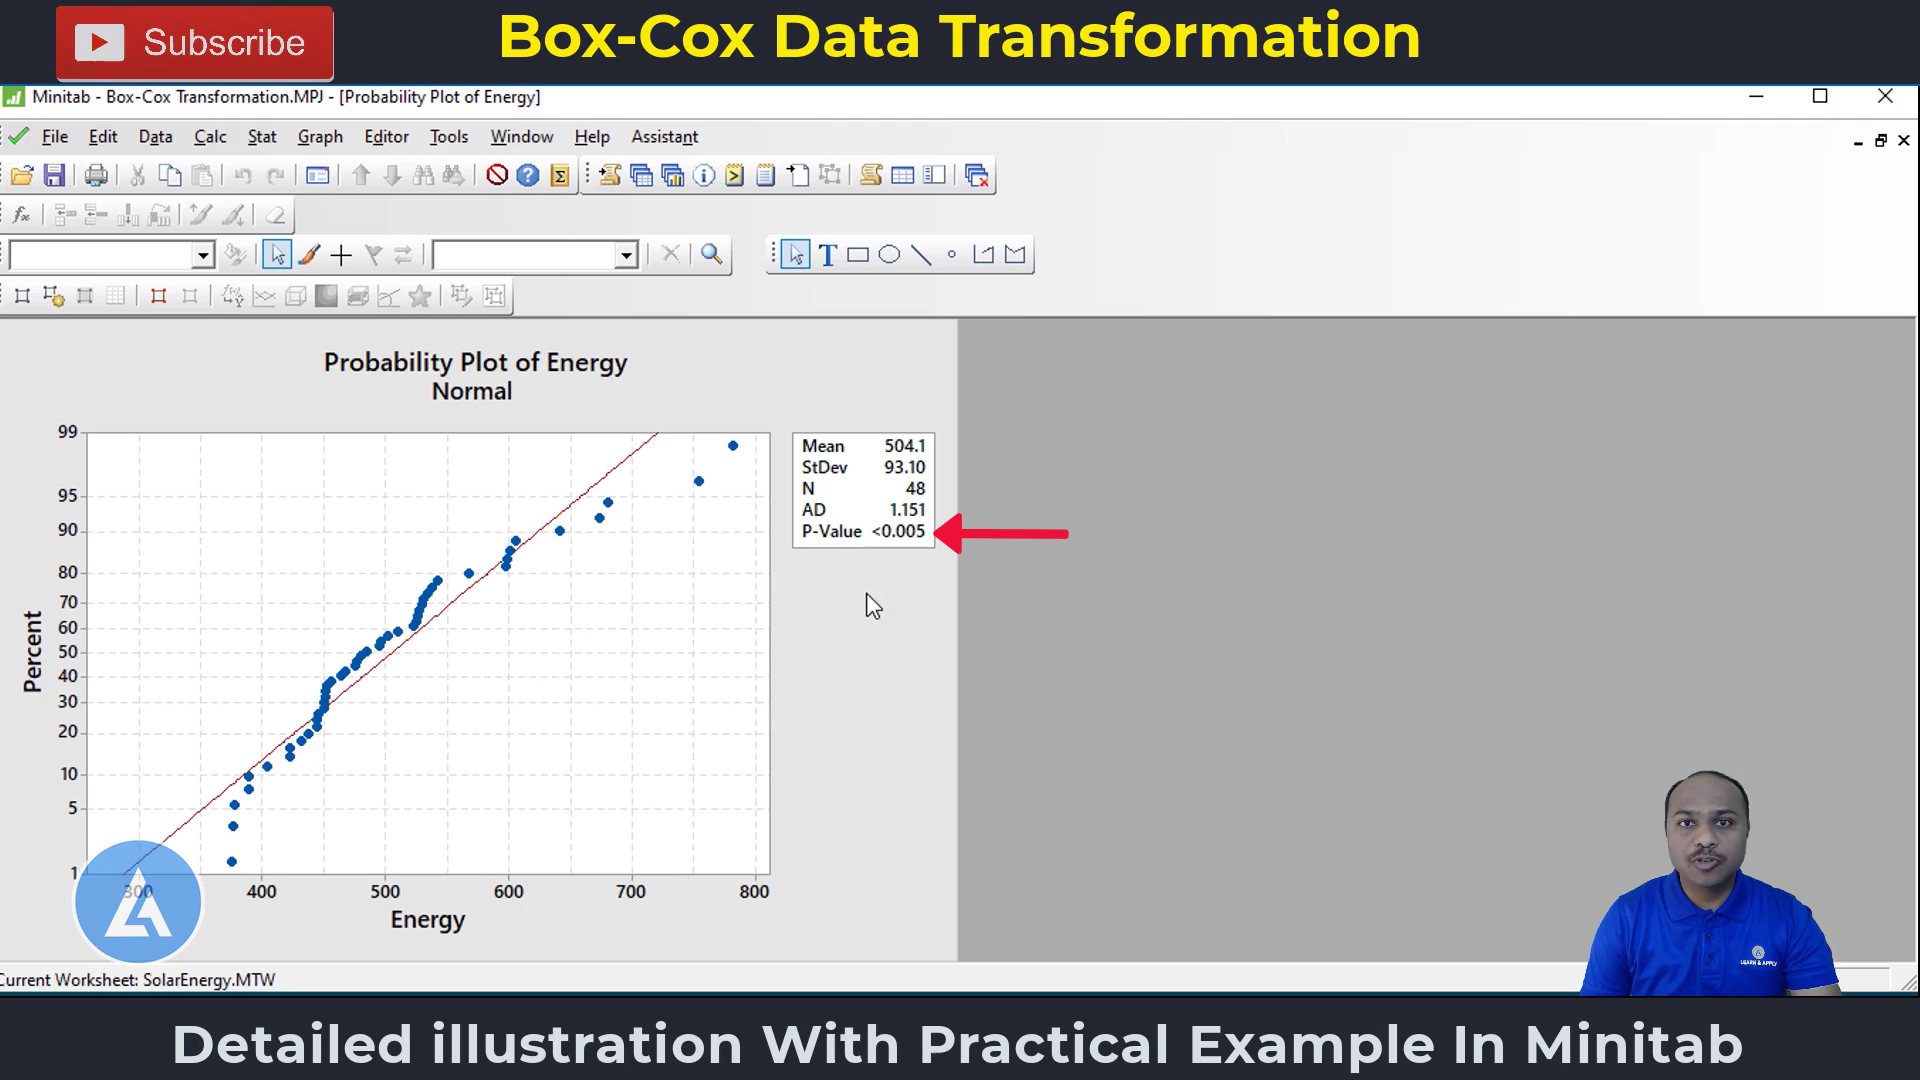 Subscribe
Box-Cox Data Transformation
Minitab - Box-Cox Transformation.MPJ - [Probability Plot of Energy]
File Edit Data Calc Stat Graph Editor Tools Window Help Assistant
Probability Plot of Energy
Normal
Mean 504.1
StDev 93.10
N 48
AD 1.151
P-Value <0.005
Percent
99
95
90
80
70
60
50
40
30
20
10
5
1
300 400 500 600 700 800
Energy
LEARN & APPLY
Current Worksheet: SolarEnergy.MTW
Detailed illustration With Practical Example In Minitab